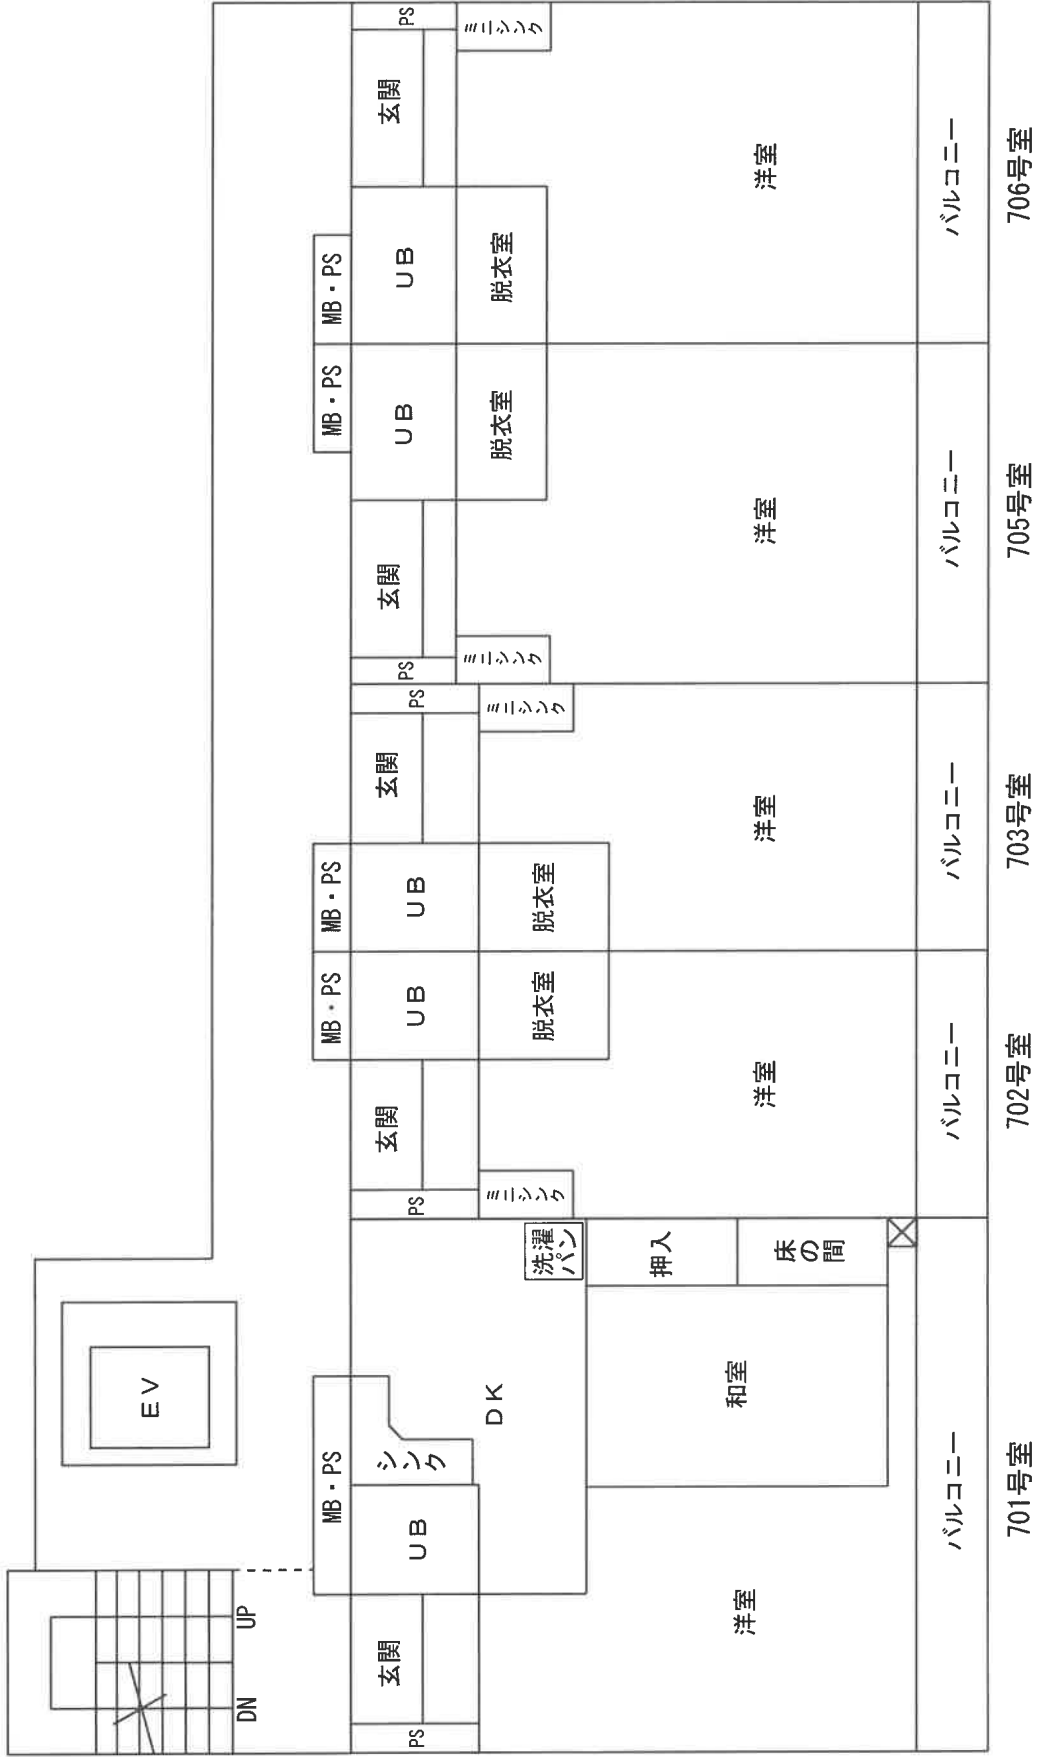 EV
DN
UP
MB・PS
MB・PS
MB・PS
MB・PS
MB・PS
PS
玄関
UB
シンク
PS
玄関
UB
UB
玄関
PS
PS
玄関
UB
UB
玄関
PS
DK
洗濯
パン
ミニシンク
脱衣室
脱衣室
ミニシンク
ミニシンク
脱衣室
脱衣室
ミニシンク
押入
洋室
和室
床の間
洋室
洋室
洋室
洋室
バルコニー
バルコニー
バルコニー
バルコニー
バルコニー
701号室
702号室
703号室
705号室
706号室